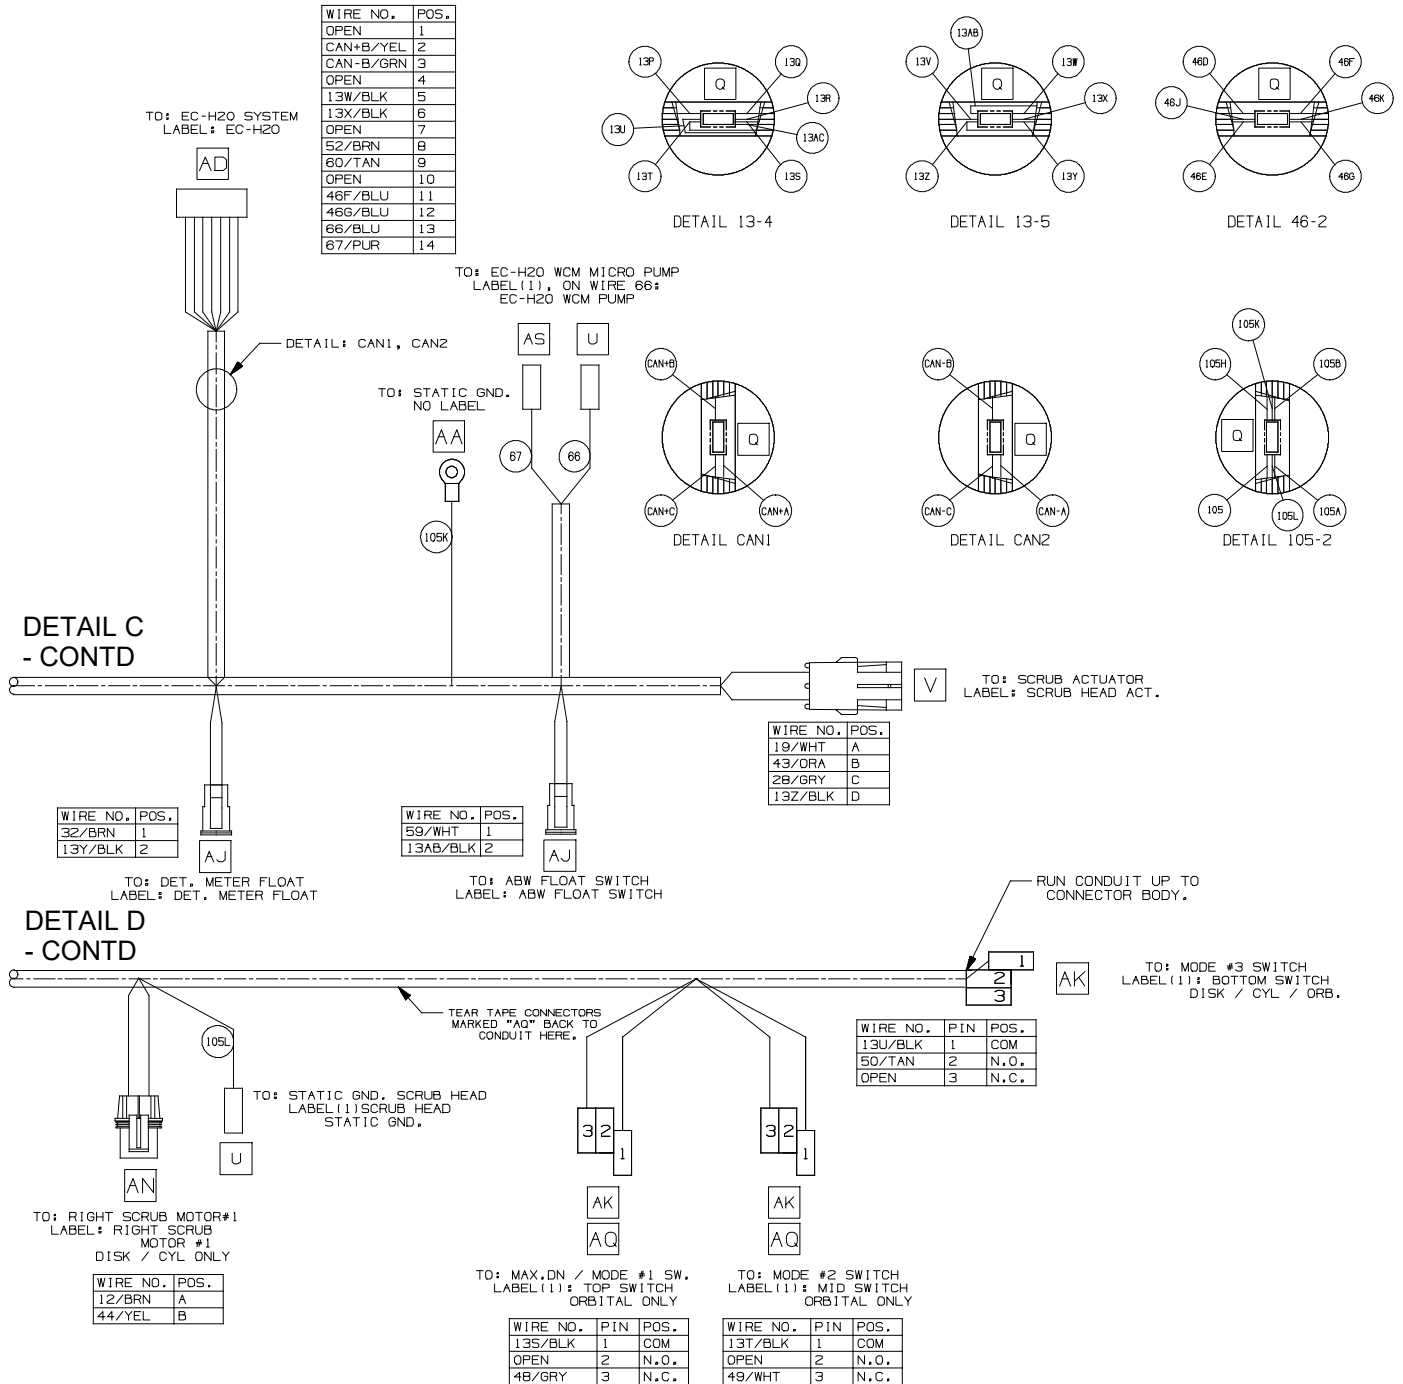 WIRE NO. POS.
OPEN 1
CAN+B/YEL 2
CAN-B/GRN 3
OPEN 4
13W/BLK 5
13X/BLK 6
OPEN 7
52/BRN 8
60/TAN 9
OPEN 10
46F/BLU 11
46G/BLU 12
66/BLU 13
67/PUR 14
TO: EC-H2O SYSTEM
LABEL: EC-H2O
AD
DETAIL: CAN1, CAN2
13P
13Q
Q
13R
13U
13AC
13T
13S
DETAIL 13-4
13AB
13V
13W
Q
13X
13Z
13Y
DETAIL 13-5
46D
46F
Q
46J
46K
46E
46G
DETAIL 46-2
TO: EC-H2O WCM MICRO PUMP
LABEL(1), ON WIRE 66:
EC-H2O WCM PUMP
AS
U
67
66
TO: STATIC GND.
NO LABEL
AA
105K
CAN+B
Q
CAN+C
CAN+A
DETAIL CAN1
CAN-B
Q
CAN-C
CAN-A
DETAIL CAN2
105K
105H
105B
Q
105
105L
105A
DETAIL 105-2
DETAIL C
- CONTD
V
TO: SCRUB ACTUATOR
LABEL: SCRUB HEAD ACT.
WIRE NO. POS.
19/WHT A
43/ORA B
28/GRY C
13Z/BLK D
WIRE NO. POS.
32/BRN 1
13Y/BLK 2
AJ
TO: DET. METER FLOAT
LABEL: DET. METER FLOAT
WIRE NO. POS.
59/WHT 1
13AB/BLK 2
AJ
TO: ABW FLOAT SWITCH
LABEL: ABW FLOAT SWITCH
RUN CONDUIT UP TO
CONNECTOR BODY.
DETAIL D
- CONTD
1
2
3
AK
TO: MODE #3 SWITCH
LABEL(1): BOTTOM SWITCH
DISK / CYL / ORB.
WIRE NO. PIN POS.
13U/BLK 1 COM
50/TAN 2 N.O.
OPEN 3 N.C.
TEAR TAPE CONNECTORS
MARKED "AQ" BACK TO
CONDUIT HERE.
105L
TO: STATIC GND. SCRUB HEAD
LABEL(1)SCRUB HEAD
STATIC GND.
U
AN
TO: RIGHT SCRUB MOTOR#1
LABEL: RIGHT SCRUB
MOTOR #1
DISK / CYL ONLY
WIRE NO. POS.
12/BRN A
44/YEL B
3 2
1
AK
AQ
TO: MAX.DN / MODE #1 SW.
LABEL(1): TOP SWITCH
ORBITAL ONLY
WIRE NO. PIN POS.
13S/BLK 1 COM
OPEN 2 N.O.
48/GRY 3 N.C.
3 2
1
AK
AQ
TO: MODE #2 SWITCH
LABEL(1): MID SWITCH
ORBITAL ONLY
WIRE NO. PIN POS.
13T/BLK 1 COM
OPEN 2 N.O.
49/WHT 3 N.C.